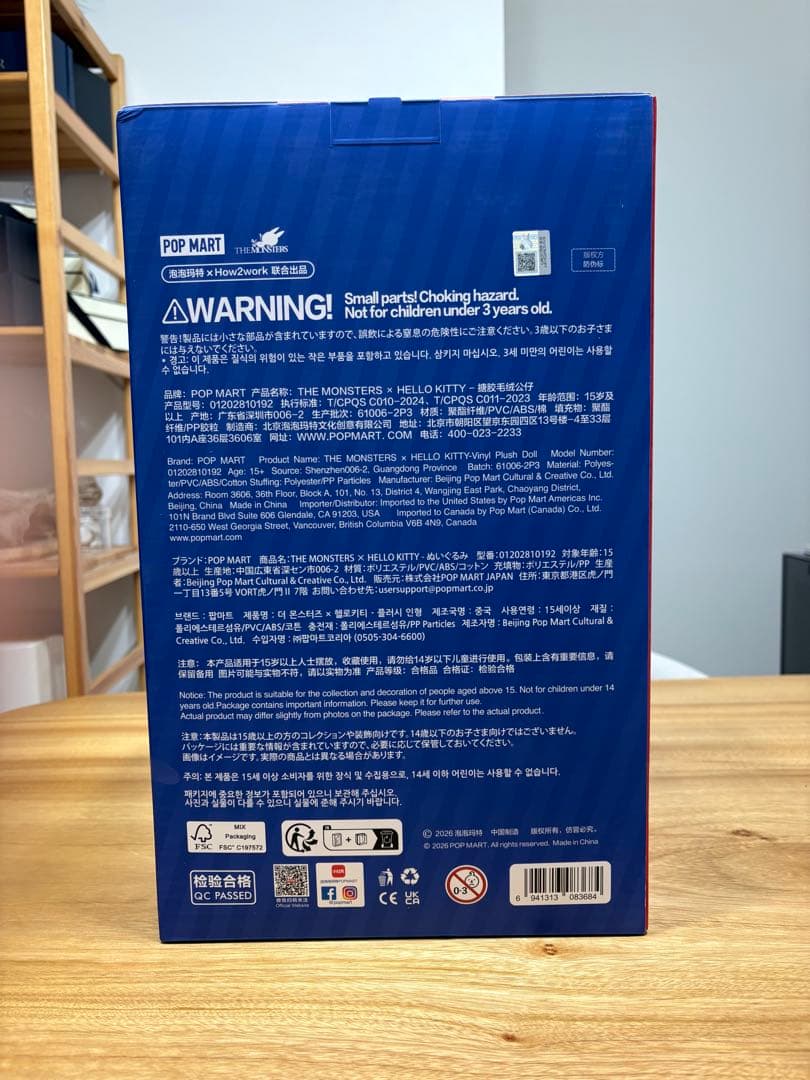 POP MART
THE MONSTERS
泡泡玛特 × How2work 联合出品
版权方
防伪标
⚠WARNING! Small parts! Choking hazard.
Not for children under 3 years old.
警告!製品には小さな部品が含まれていますので、誤飲による窒息の危険性にご注意ください。3歳以下のお子さま
には与えないでください。
• 경고: 이 제품은 질식의 위험이 있는 작은 부품을 포함하고 있습니다. 삼키지 마십시오. 3세 미만의 어린이는 사용할
수 없습니다.
品牌: POP MART 产品名称: THE MONSTERS × HELLO KITTY - 搪胶毛绒公仔
产品型号: 01202810192 执行标准: T/CPQS C010-2024、T/CPQS C011-2023 年龄范围: 15岁及
以上 产地: 广东省深圳市006-2 生产批次: 61006-2P3 材质: 聚酯纤维/PVC/ABS/棉 填充物: 聚酯
纤维/PP胶粒 制造商: 北京泡泡玛特文化创意有限公司 地址: 北京市朝阳区望京东园四区13号楼-4至33层
101内A座36层3606室 网址: WWW.POPMART. COM 电话: 400-023-2233
Brand: POP MART Product Name: THE MONSTERS × HELLO KITTY-Vinyl Plush Doll Model Number:
01202810192 Age: 15+ Source: Shenzhen006-2, Guangdong Province Batch: 61006-2P3 Material: Polyes-
ter/PVC/ABS/Cotton Stuffing: Polyester/PP Particles Manufacturer: Beijing Pop Mart Cultural & Creative Co., Ltd.
Address: Room 3606, 36th Floor, Block A, 101, No. 13, District 4, Wangjing East Park, Chaoyang District,
Beijing, China Made in China Importer/Distributor: Imported to the United States by Pop Mart Americas Inc.
101N Brand Blvd Suite 606 Glendale, CA 91203, USA Imported to Canada by Pop Mart (Canada) Co., Ltd.
2110-650 West Georgia Street, Vancouver, British Columbia V6B 4N9, Canada
www.popmart.com
ブランド: POP MART 商品名: THE MONSTERS × HELLO KITTY - ぬいぐるみ 型番: 01202810192 対象年齢: 15
歳以上 生産地: 中国広東省深セン市006-2 材質: ポリエステル/PVC/ABS/コットン 充填物: ポリエステル/PP 生産
者: Beijing Pop Mart Cultural & Creative Co., Ltd. 販売元: 株式会社POP MART JAPAN 住所: 東京都港区虎ノ門
一丁目13番5号 VORT虎ノ門Ⅱ 7階 お問い合わせ先: usersupport@popmart.co.jp
브랜드 : 팝마트 제품명 : 더 몬스터즈 × 헬로키티 - 플러시 인형 제조국명 : 중국 사용연령 : 15세이상 재질 :
폴리에스테르섬유/PVC/ABS/코튼 충전재 : 폴리에스테르섬유/PP Particles 제조자명 : Beijing Pop Mart Cultural &
Creative Co., Ltd. 수입자명 : ㈜팝마트코리아 (0505-304-6600)
注意: 本产品适用于15岁以上人士摆放, 收藏使用, 请勿给14岁以下儿童进行使用。包装上含有重要信息, 请
保留备用 图片可能与实物不符, 请以实物为准 产品等级: 合格品 合格证: 检验合格
Notice: The product is suitable for the collection and decoration of people aged above 15. Not for children under 14
years old.Package contains important information. Please keep it for further use.
Actual product may differ slightly from photos on the package. Please refer to the actual product.
注意:本製品は15歳以上の方のコレクションや装飾向けです。14歳以下のお子さま向けではございません。
パッケージには重要な情報が含まれていますので、必要に応じて保管しておいてください。
画像はイメージです。実際の商品とは異なる場合があります。
주의: 본 제품은 15세 이상 소비자를 위한 장식 및 수집용으로, 14세 이하 어린이는 사용할 수 없습니다.
패키지에 중요한 정보가 포함되어 있으니 보관해 주십시오.
사진과 실물이 다를 수 있으니 실물에 준해 주시기 바랍니다.
FSC
MIX
Packaging
FSC® C197572
© 2026 泡泡玛特 中国制造 版权所有, 仿冒必究。
© 2026 POP MART. All rights reserved. Made in China
检验合格
QC PASSED
Official Website
@popmart
CE UK CA
0-3
6 941313 083684